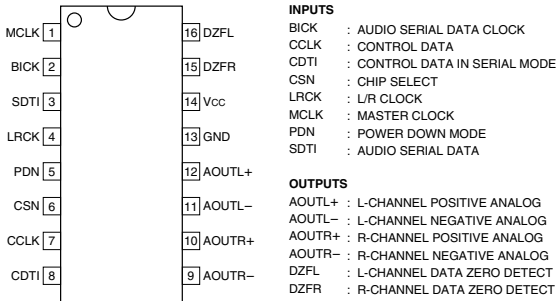 MCLK 1
BICK 2
SDTI 3
LRCK 4
PDN 5
CSN 6
CCLK 7
CDTI 8
16 DZFL
15 DZFR
14 VCC
13 GND
12 AOUTL+
11 AOUTL–
10 AOUTR+
9 AOUTR–
INPUTS
BICK : AUDIO SERIAL DATA CLOCK
CCLK : CONTROL DATA
CDTI : CONTROL DATA IN SERIAL MODE
CSN : CHIP SELECT
LRCK : L/R CLOCK
MCLK : MASTER CLOCK
PDN : POWER DOWN MODE
SDTI : AUDIO SERIAL DATA
OUTPUTS
AOUTL+ : L-CHANNEL POSITIVE ANALOG
AOUTL– : L-CHANNEL NEGATIVE ANALOG
AOUTR+ : R-CHANNEL POSITIVE ANALOG
AOUTR– : R-CHANNEL NEGATIVE ANALOG
DZFL : L-CHANNEL DATA ZERO DETECT
DZFR : R-CHANNEL DATA ZERO DETECT